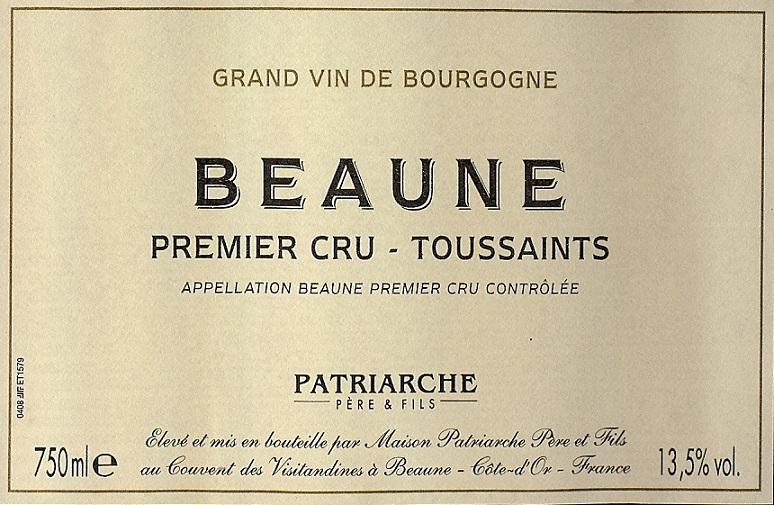 GRAND VIN DE BOURGOGNE
BEAUNE
PREMIER CRU - TOUSSAINTS
APPELLATION BEAUNE PREMIER CRU CONTRÔLÉE
PATRIARCHE
PÈRE & FILS
Elevé et mis en bouteille par Maison Patriarche Père et Fils
au Couvent des Visitandines à Beaune - Côte-d'Or - France
750ml e
13,5% vol.
0408 ET1579